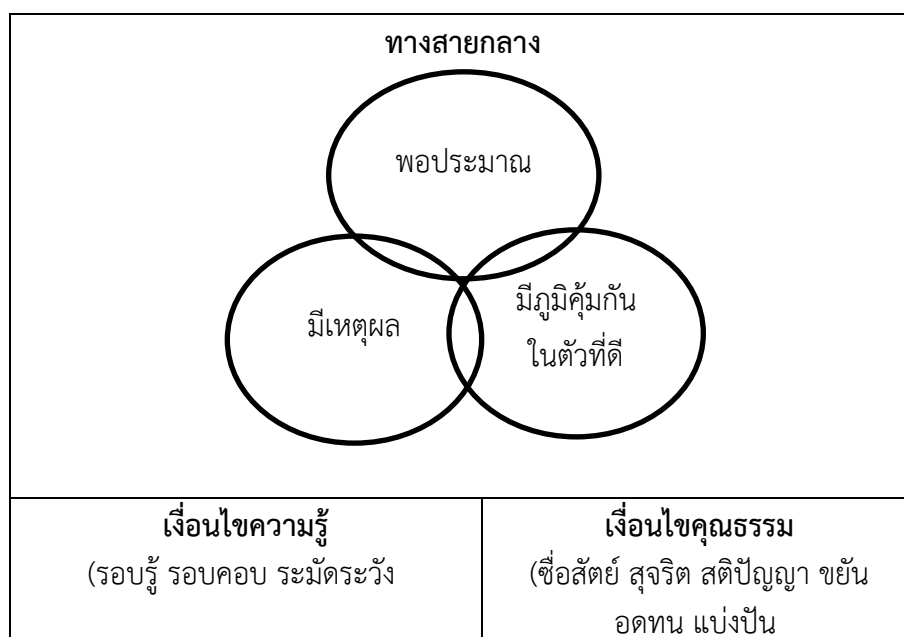 ทางสายกลาง
พอประมาณ
มีเหตุผล
มีภูมิคุ้มกัน
ในตัวที่ดี
เงื่อนไขความรู้
(รอบรู้ รอบคอบ ระมัดระวัง
เงื่อนไขคุณธรรม
(ซื่อสัตย์ สุจริต สติปัญญา ขยัน
อดทน แบ่งปัน